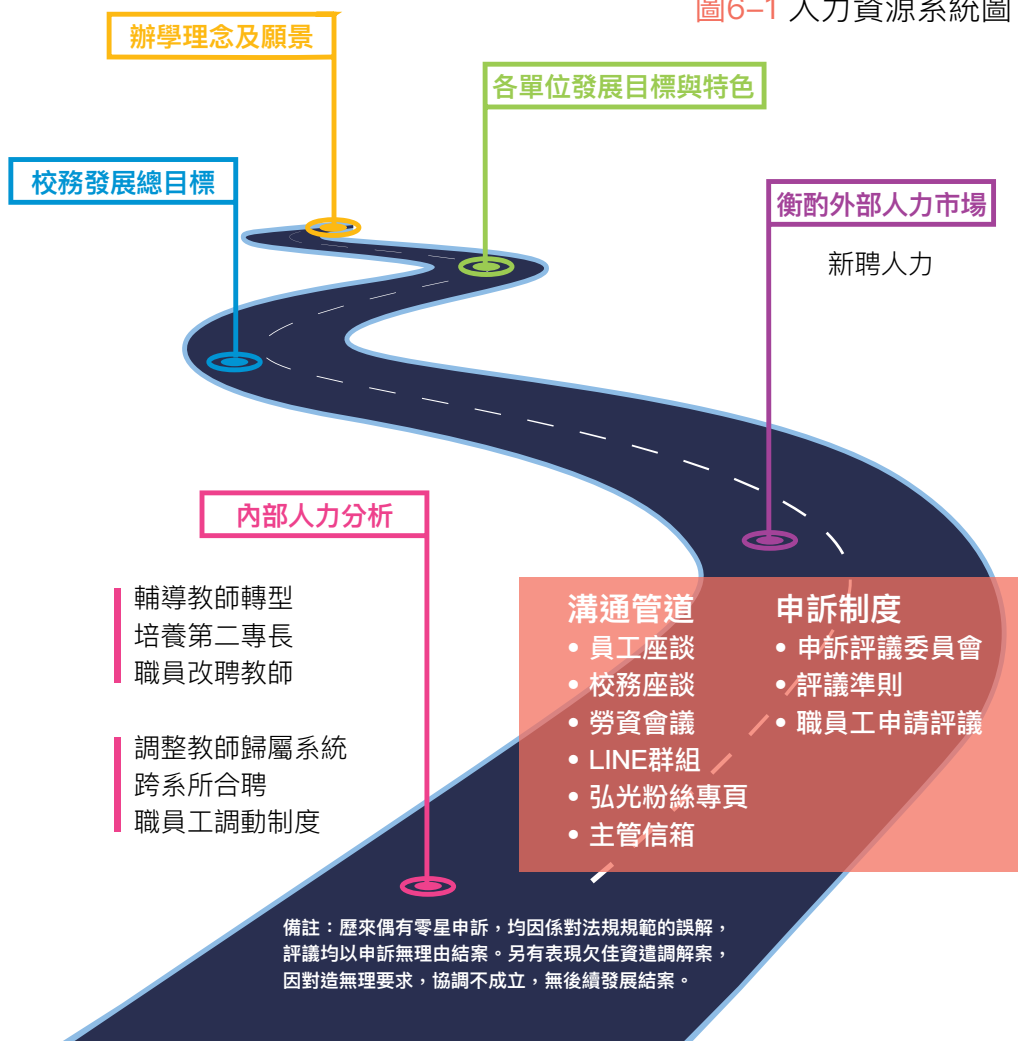 圖6–1 人力資源系統圖
辦學理念及願景
各單位發展目標與特色
校務發展總目標
衡酌外部人力市場
新聘人力
內部人力分析
輔導教師轉型
培養第二專長
職員改聘教師
調整教師歸屬系統
跨系所合聘
職員工調動制度
溝通管道
• 員工座談
• 校務座談
• 勞資會議
• LINE群組
• 弘光粉絲專頁
• 主管信箱
申訴制度
• 申訴評議委員會
• 評議準則
• 職員工申請評議
備註：歷來偶有零星申訴，均因係對法規規範的誤解，
評議均以申訴無理由結案。另有表現欠佳資遣調解案，
因對造無理要求，協調不成立，無後續發展結案。